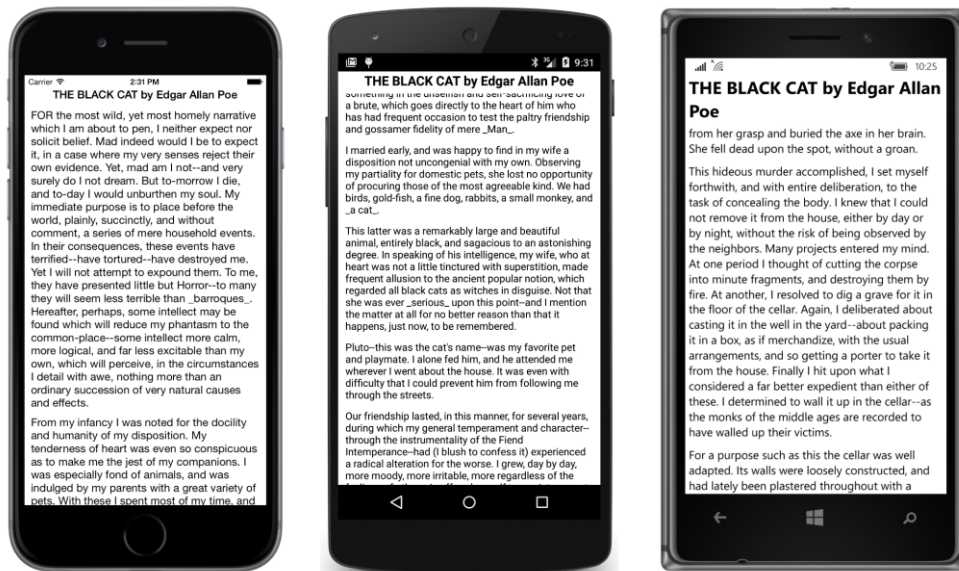 Carrier 2:31 PM
THE BLACK CAT by Edgar Allan Poe
FOR the most wild, yet most homely narrative
which I am about to pen, I neither expect nor
solicit belief. Mad indeed would I be to expect
it, in a case where my very senses reject their
own evidence. Yet, mad am I not--and very
surely do I not dream. But to-morrow I die,
and to-day I would unburthen my soul. My
immediate purpose is to place before the
world, plainly, succinctly, and without
comment, a series of mere household events.
In their consequences, these events have
terrified--have tortured--have destroyed me.
Yet I will not attempt to expound them. To me,
they have presented little but Horror--to many
they will seem less terrible than _barroques_.
Hereafter, perhaps, some intellect may be
found which will reduce my phantasm to the
common-place--some intellect more calm,
more logical, and far less excitable than my
own, which will perceive, in the circumstances
I detail with awe, nothing more than an
ordinary succession of very natural causes
and effects.
From my infancy I was noted for the docility
and humanity of my disposition. My
tenderness of heart was even so conspicuous
as to make me the jest of my companions. I
was especially fond of animals, and was
indulged by my parents with a great variety of
pets. With these I spent most of my time, and
9:31
THE BLACK CAT by Edgar Allan Poe
something in the unselfish and self-sacrificing love of
a brute, which goes directly to the heart of him who
has had frequent occasion to test the paltry friendship
and gossamer fidelity of mere _Man_.
I married early, and was happy to find in my wife a
disposition not uncongenial with my own. Observing
my partiality for domestic pets, she lost no opportunity
of procuring those of the most agreeable kind. We had
birds, gold-fish, a fine dog, rabbits, a small monkey, and
_a cat_.
This latter was a remarkably large and beautiful
animal, entirely black, and sagacious to an astonishing
degree. In speaking of his intelligence, my wife, who at
heart was not a little tinctured with superstition, made
frequent allusion to the ancient popular notion, which
regarded all black cats as witches in disguise. Not that
she was ever _serious_ upon this point--and I mention
the matter at all for no better reason than that it
happens, just now, to be remembered.
Pluto--this was the cat's name--was my favorite pet
and playmate. I alone fed him, and he attended me
wherever I went about the house. It was even with
difficulty that I could prevent him from following me
through the streets.
Our friendship lasted, in this manner, for several years,
during which my general temperament and character--
through the instrumentality of the Fiend
Intemperance--had (I blush to confess it) experienced
a radical alteration for the worse. I grew, day by day,
more moody, more irritable, more regardless of the
10:25
THE BLACK CAT by Edgar Allan
Poe
from her grasp and buried the axe in her brain.
She fell dead upon the spot, without a groan.
This hideous murder accomplished, I set myself
forthwith, and with entire deliberation, to the
task of concealing the body. I knew that I could
not remove it from the house, either by day or
by night, without the risk of being observed by
the neighbors. Many projects entered my mind.
At one period I thought of cutting the corpse
into minute fragments, and destroying them by
fire. At another, I resolved to dig a grave for it in
the floor of the cellar. Again, I deliberated about
casting it in the well in the yard--about packing
it in a box, as if merchandize, with the usual
arrangements, and so getting a porter to take it
from the house. Finally I hit upon what I
considered a far better expedient than either of
these. I determined to wall it up in the cellar--as
the monks of the middle ages are recorded to
have walled up their victims.
For a purpose such as this the cellar was well
adapted. Its walls were loosely constructed, and
had lately been plastered throughout with a